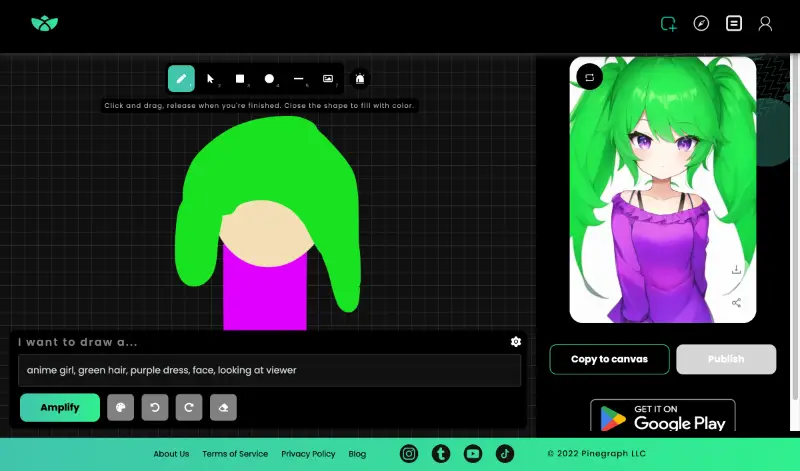 Click and drag, release when you're finished. Close the shape to fill with color.
I want to draw a...
anime girl, green hair, purple dress, face, looking at viewer
Amplify
Copy to canvas
Publish
GET IT ON
Google Play
About Us
Terms of Service
Privacy Policy
Blog
© 2022 Pinegraph LLC